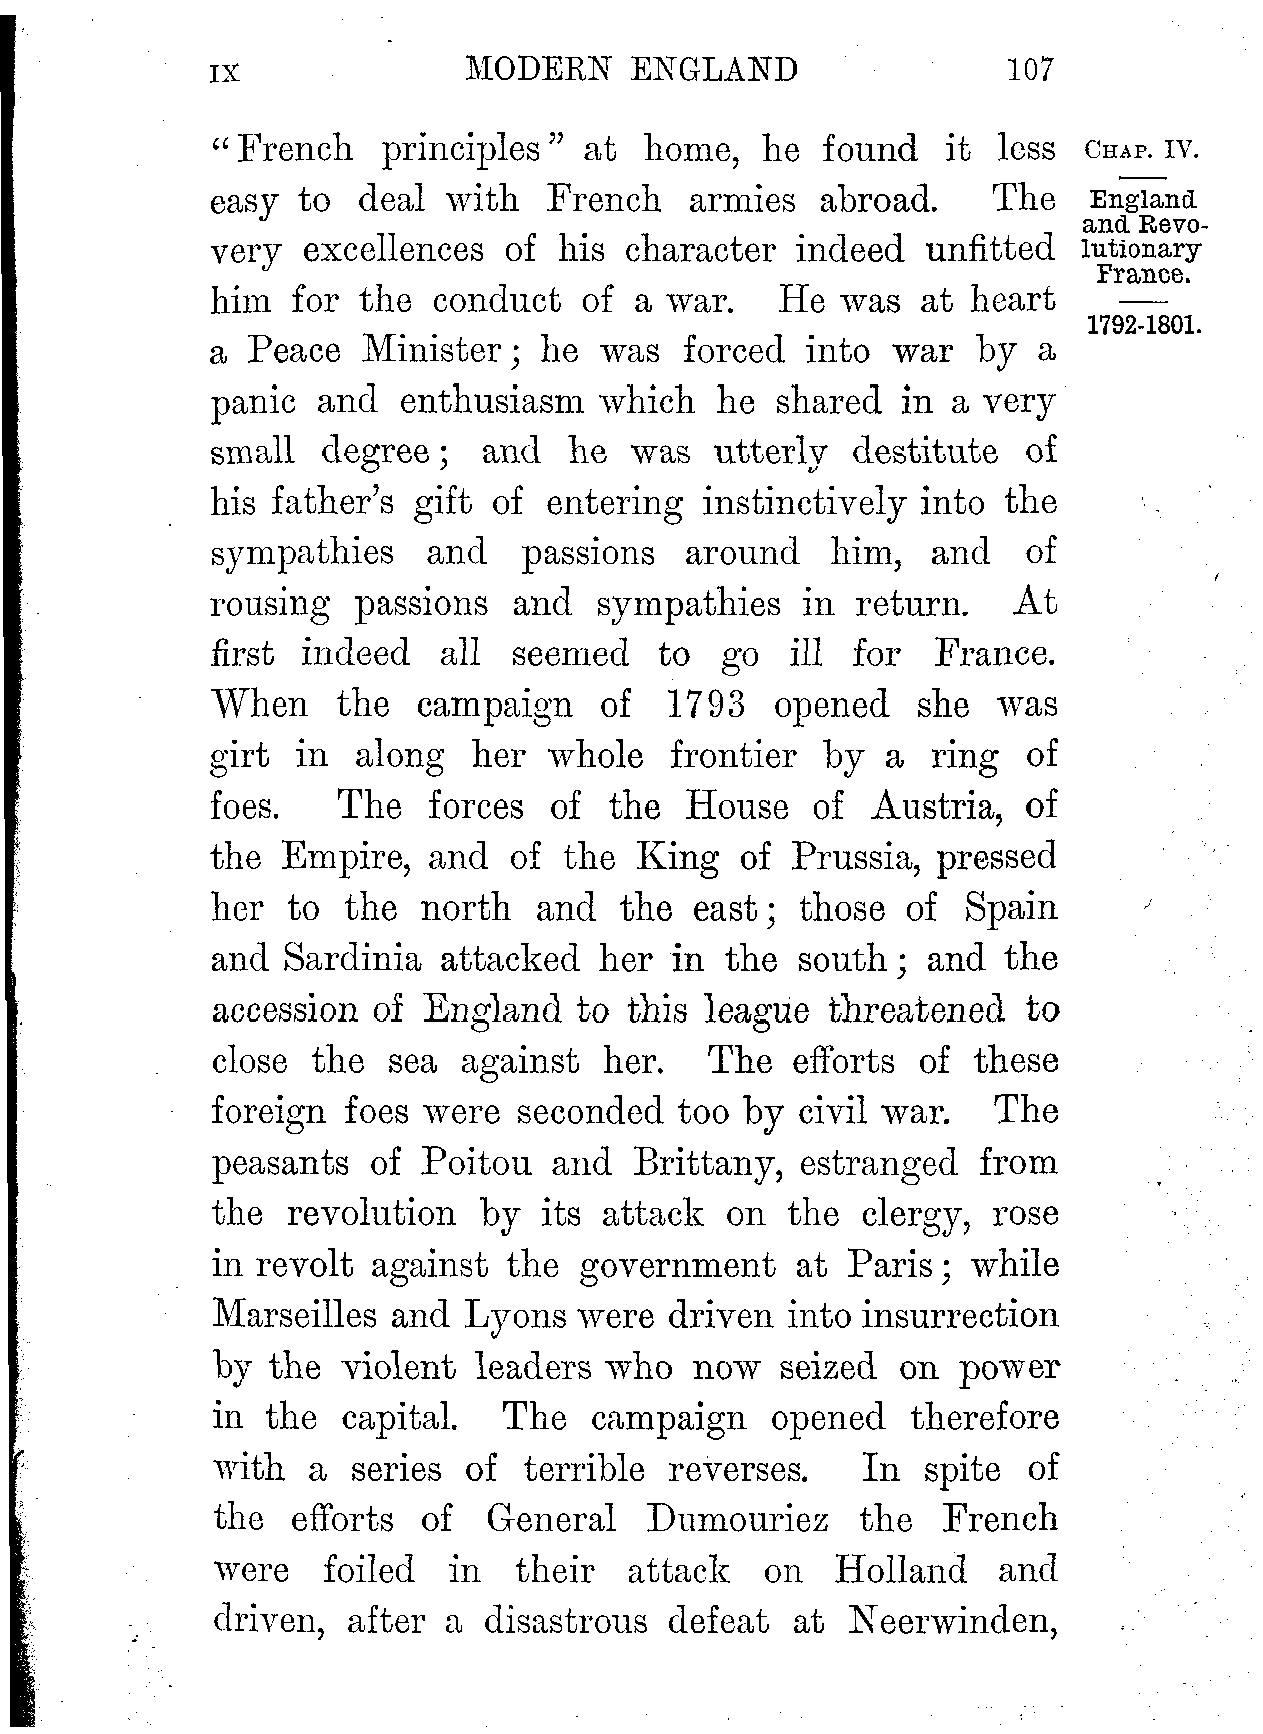 IX MODERN ENGLAND 107
“French principles” at home, he found it less
easy to deal with French armies abroad. The
very excellences of his character indeed unfitted
him for the conduct of a war. He was at heart
a Peace Minister; he was forced into war by a
panic and enthusiasm which he shared in a very
small degree; and he was utterly destitute of
his father's gift of entering instinctively into the
sympathies and passions around him, and of
rousing passions and sympathies in return. At
first indeed all seemed to go ill for France.
When the campaign of 1793 opened she was
girt in along her whole frontier by a ring of
foes. The forces of the House of Austria, of
the Empire, and of the King of Prussia, pressed
her to the north and the east; those of Spain
and Sardinia attacked her in the south; and the
accession of England to this league threatened to
close the sea against her. The efforts of these
foreign foes were seconded too by civil war. The
peasants of Poitou and Brittany, estranged from
the revolution by its attack on the clergy, rose
in revolt against the government at Paris; while
Marseilles and Lyons were driven into insurrection
by the violent leaders who now seized on power
in the capital. The campaign opened therefore
with a series of terrible reverses. In spite of
the efforts of General Dumouriez the French
were foiled in their attack on Holland and
driven, after a disastrous defeat at Neerwinden,
CHAP. IV.
England
and Revo-
lutionary
France.
1792-1801.